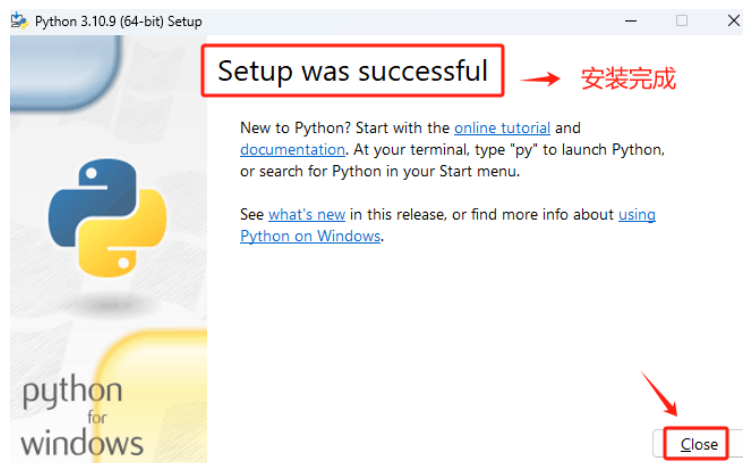 Python 3.10.9 (64-bit) Setup
Setup was successful
安装完成
New to Python? Start with the online tutorial and
documentation. At your terminal, type "py" to launch Python,
or search for Python in your Start menu.
See what's new in this release, or find more info about using
Python on Windows.
python
for
windows
Close